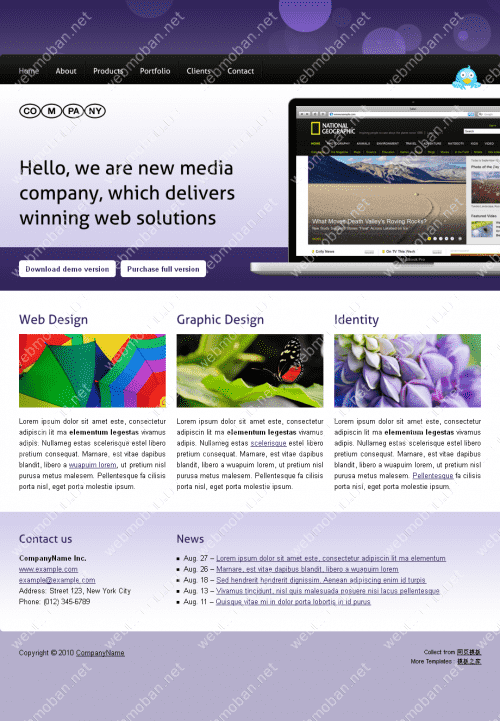 Home About Products Portfolio Clients Contact
CO M PA NY
Hello, we are new media
company, which delivers
winning web solutions
Download demo version Purchase full version
NATIONAL
GEOGRAPHIC
What Moves Death Valley's Roving Rocks?
MacBook Pro
Web Design
Lorem ipsum dolor sit amet este, consectetur
adipiscin lit ma elementum legestas vivamus
adipis. Nullameg estas scelerisque estel libero
pretium consequat. Mamare, est vitae dapibus
blandit, libero a wuapuim lorem, ut pretium nisl
purusa metus malesem. Pellentesque fa cilisis
porta nisl, eget porta molestie ipsum.
Graphic Design
Lorem ipsum dolor sit amet este, consectetur
adipiscin lit ma elementum legestas vivamus
adipis. Nullameg estas scelerisque estel libero
pretium consequat. Mamare, est vitae dapibus
blandit, libero a wuapuim lorem, ut pretium nisl
purusa metus malesem. Pellentesque fa cilisis
porta nisl, eget porta molestie ipsum.
Identity
Lorem ipsum dolor sit amet este, consectetur
adipiscin lit ma elementum legestas vivamus
adipis. Nullameg estas scelerisque estel libero
pretium consequat. Mamare, est vitae dapibus
blandit, libero a wuapuim lorem, ut pretium nisl
purusa metus malesem. Pellentesque fa cilisis
porta nisl, eget porta molestie ipsum.
Contact us
CompanyName Inc.
www.example.com
example@example.com
Address: Street 123, New York City
Phone: (012) 345-6789
News
Aug. 27 – Lorem ipsum dolor sit amet este, consectetur adipiscin lit ma elementum
Aug. 26 – Mamare, est vitae dapibus blandit, libero a wuapuim lorem
Aug. 18 – Sed hendrerit hendrerit dignissim. Aenean adipiscing enim id turpis
Aug. 13 – Vivamus tincidunt, nisl quis malesuada posuere nisi lacus pellentesque
Aug. 11 – Quisque vitae mi in dolor porta lobortis in id purus
Copyright © 2010 CompanyName
Collect from 网页模板
More Templates : 模板之家
webmoban.net